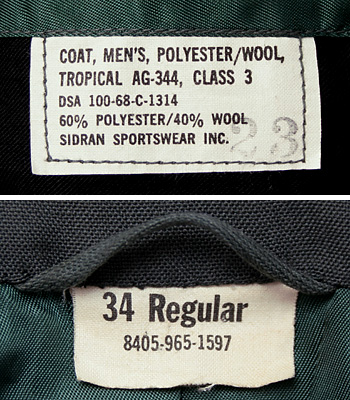 COAT, MEN'S, POLYESTER/WOOL,
TROPICAL AG-344, CLASS 3
DSA 100-68-C-1314
60% POLYESTER/40% WOOL
SIDRAN SPORTSWEAR INC.
23
34 Regular
8405-965-1597